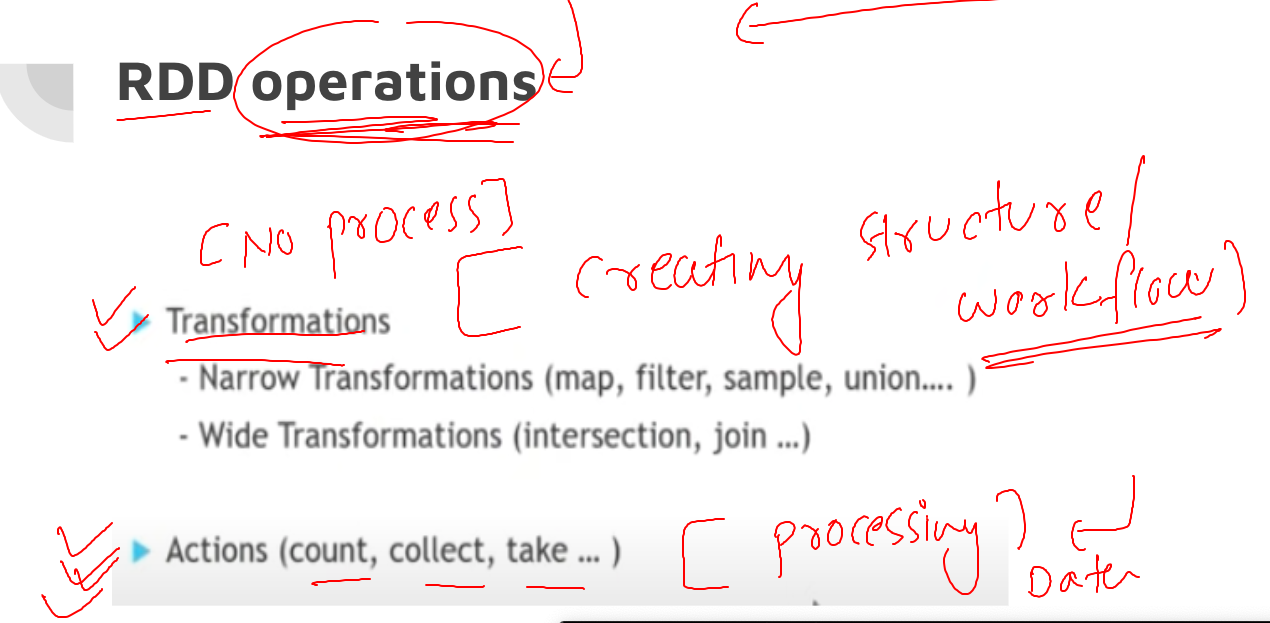 RDD operations
[NO process]
[ creating structure/
workflow]
Transformations
- Narrow Transformations (map, filter, sample, union.... )
- Wide Transformations (intersection, join ...)
Actions (count, collect, take ... )
[ processing]
Data